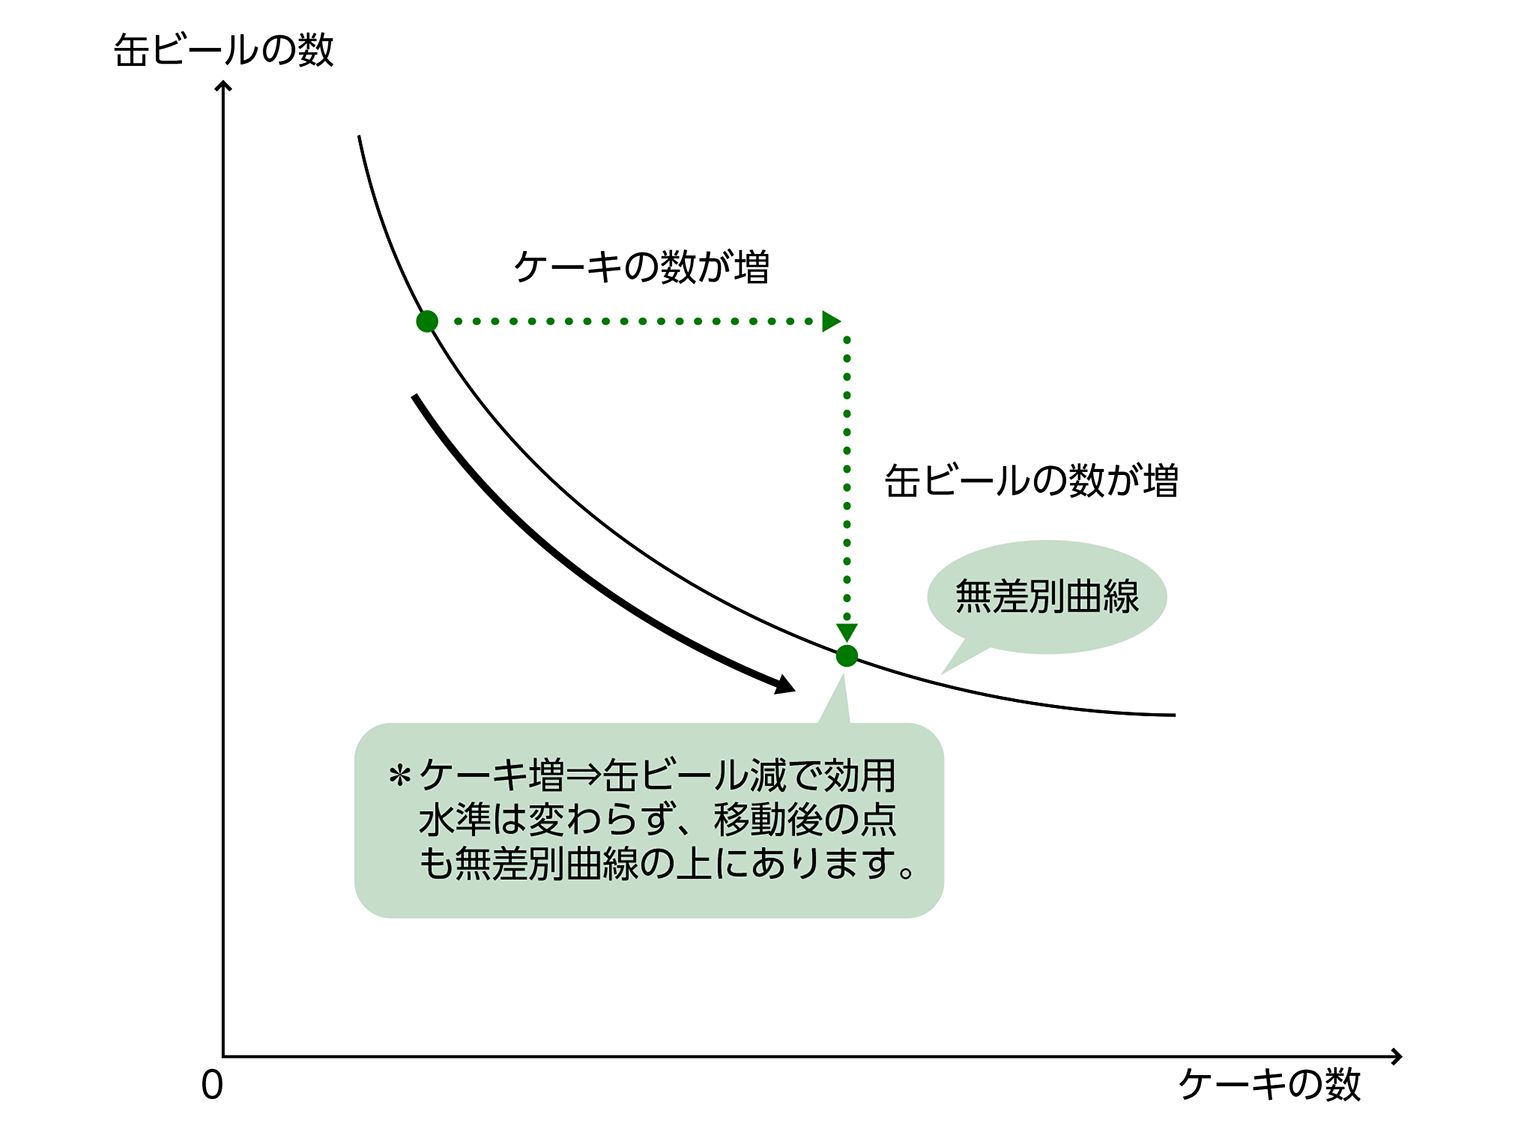 缶ビールの数
ケーキの数が増
缶ビールの数が増
無差別曲線
＊ケーキ増⇒缶ビール減で効用
水準は変わらず、移動後の点
も無差別曲線の上にあります。
0
ケーキの数